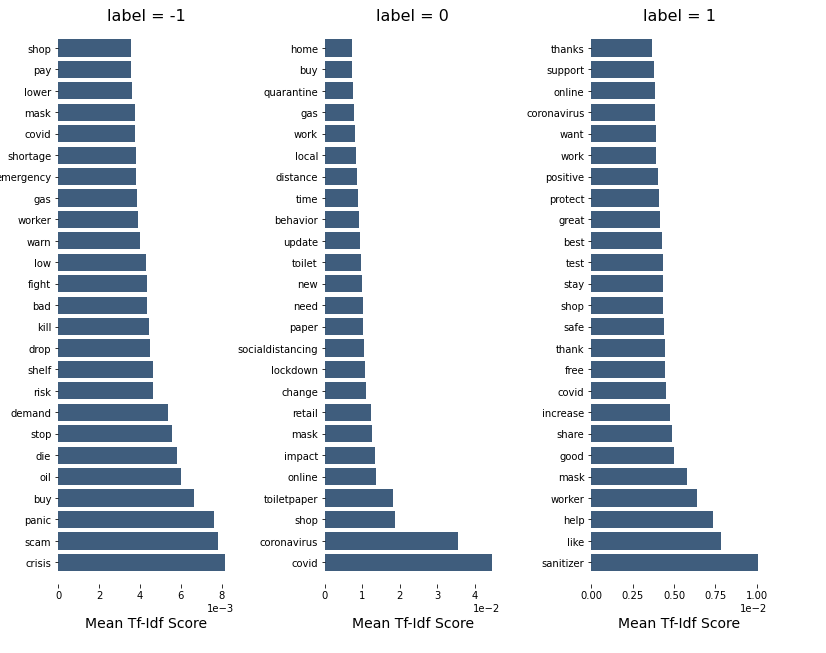 label = -1
shop
pay
lower
mask
covid
shortage
emergency
gas
worker
warn
low
fight
bad
kill
drop
shelf
risk
demand
stop
die
oil
buy
panic
scam
crisis
0 2 4 6 8
1e−3
Mean Tf-Idf Score
label = 0
home
buy
quarantine
gas
work
local
distance
time
behavior
update
toilet
new
need
paper
socialdistancing
lockdown
change
retail
mask
impact
online
toiletpaper
shop
coronavirus
covid
0 1 2 3 4
1e−2
Mean Tf-Idf Score
label = 1
thanks
support
online
coronavirus
want
work
positive
protect
great
best
test
stay
shop
safe
thank
free
covid
increase
share
good
mask
worker
help
like
sanitizer
0.00 0.25 0.50 0.75 1.00
1e−2
Mean Tf-Idf Score